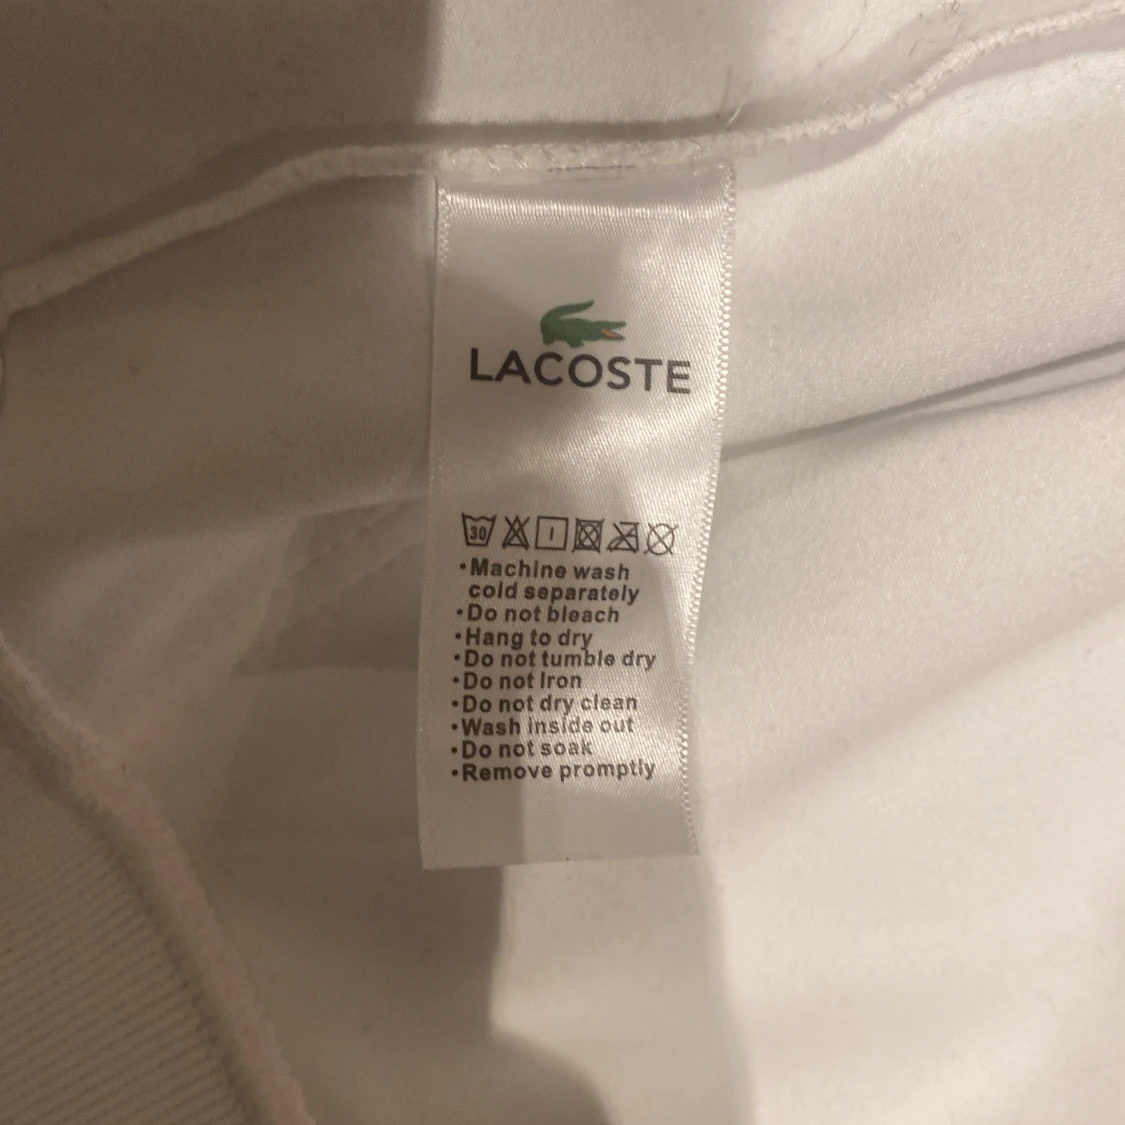 LACOSTE
30
•Machine wash
cold separately
•Do not bleach
•Hang to dry
•Do not tumble dry
•Do not Iron
•Do not dry clean
•Wash inside out
•Do not soak
•Remove promptly